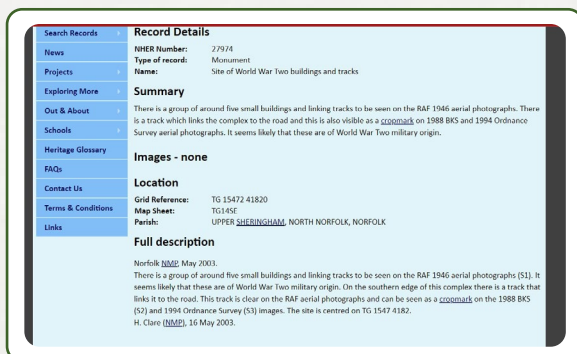 Search Records
News
Projects
Exploring More
Out & About
Schools
Heritage Glossary
FAQs
Contact Us
Terms & Conditions
Links
Record Details
NHER Number: 27974
Type of record: Monument
Name: Site of World War Two buildings and tracks
Summary
There is a group of around five small buildings and linking tracks to be seen on the RAF 1946 aerial photographs. There
is a track which links the complex to the road and this is also visible as a cropmark on 1988 BKS and 1994 Ordnance
Survey aerial photographs. It seems likely that these are of World War Two military origin.
Images - none
Location
Grid Reference: TG 15472 41820
Map Sheet: TG14SE
Parish: UPPER SHERINGHAM, NORTH NORFOLK, NORFOLK
Full description
Norfolk NMP, May 2003.
There is a group of around five small buildings and linking tracks to be seen on the RAF 1946 aerial photographs (S1). It
seems likely that these are of World War Two military origin. On the southern edge of this complex there is a track that
links it to the road. This track is clear on the RAF aerial photographs and can be seen as a cropmark on the 1988 BKS
(S2) and 1994 Ordnance Survey (S3) images. The site is centred on TG 1547 4182.
H. Clare (NMP), 16 May 2003.